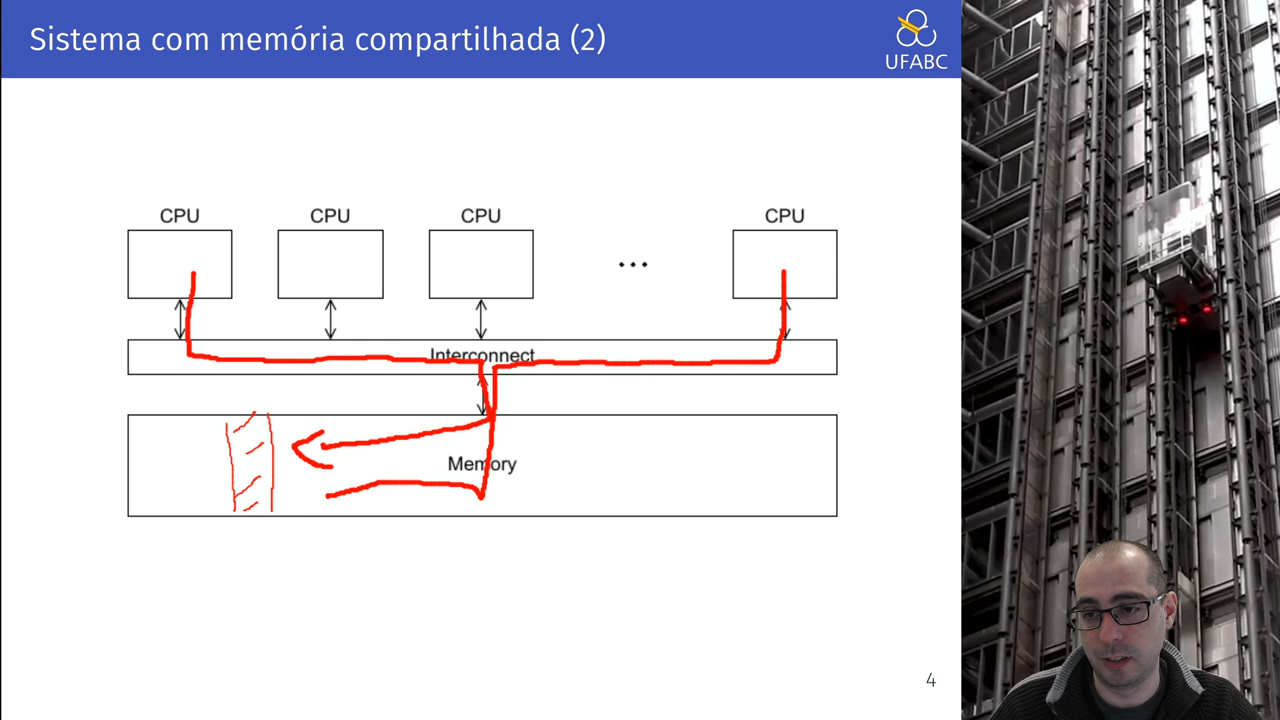 Sistema com memória compartilhada (2)
UFABC
CPU CPU CPU CPU
...
Interconnect
Memory
4